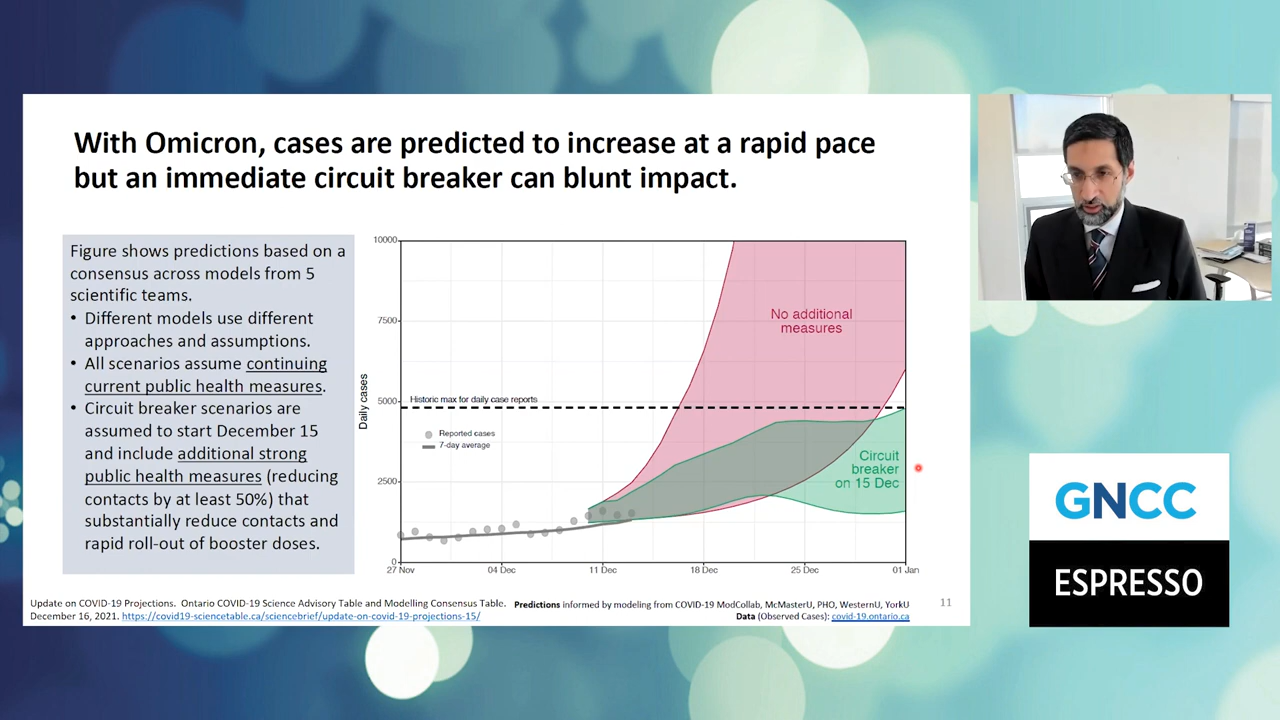 With Omicron, cases are predicted to increase at a rapid pace
but an immediate circuit breaker can blunt impact.
Figure shows predictions based on a
consensus across models from 5
scientific teams.
• Different models use different
approaches and assumptions.
• All scenarios assume continuing
current public health measures.
• Circuit breaker scenarios are
assumed to start December 15
and include additional strong
public health measures (reducing
contacts by at least 50%) that
substantially reduce contacts and
rapid roll-out of booster doses.
Daily cases
10000
7500
5000
2500
0
27 Nov
04 Dec
11 Dec
18 Dec
25 Dec
01 Jan
No additional
measures
Historic max for daily case reports
Reported cases
7-day average
Circuit
breaker
on 15 Dec
Update on COVID-19 Projections. Ontario COVID-19 Science Advisory Table and Modelling Consensus Table.
December 16, 2021. https://covid19-sciencetable.ca/sciencebrief/update-on-covid-19-projections-15/
Predictions informed by modeling from COVID-19 ModCollab, McMasterU, PHO, WesternU, YorkU
Data (Observed Cases): covid-19.ontario.ca
11
GNCC
ESPRESSO